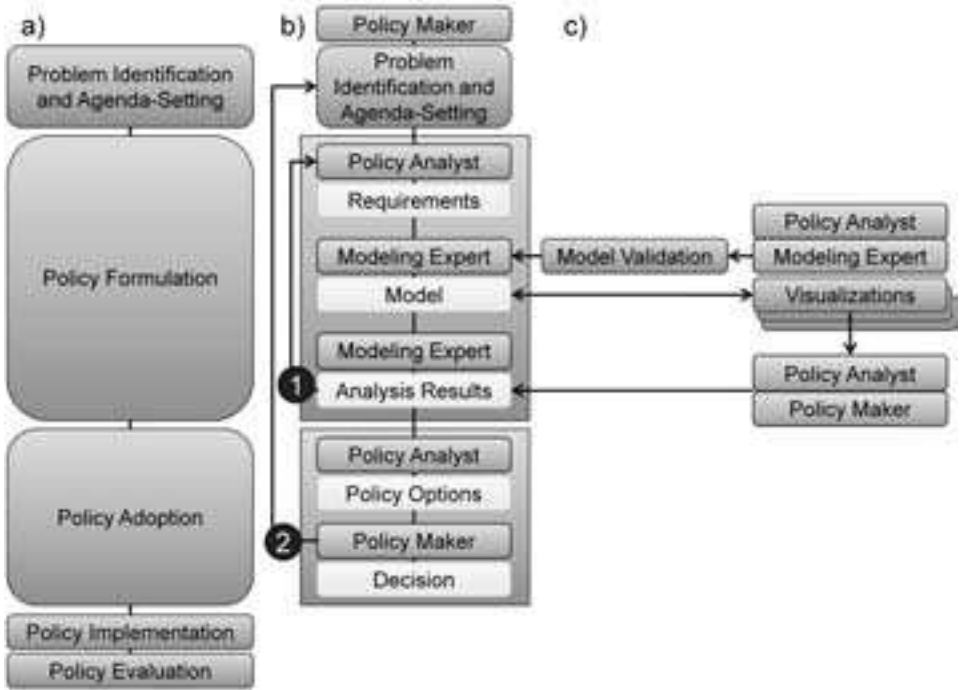 a)
Problem Identification
and Agenda-Setting
Policy Formulation
Policy Adoption
Policy Implementation
Policy Evaluation
b)
Policy Maker
Problem
Identification and
Agenda-Setting
Policy Analyst
Requirements
Modeling Expert
Model
Modeling Expert
1
Analysis Results
Policy Analyst
Policy Options
2
Policy Maker
Decision
c)
Model Validation
Policy Analyst
Modeling Expert
Visualizations
Policy Analyst
Policy Maker